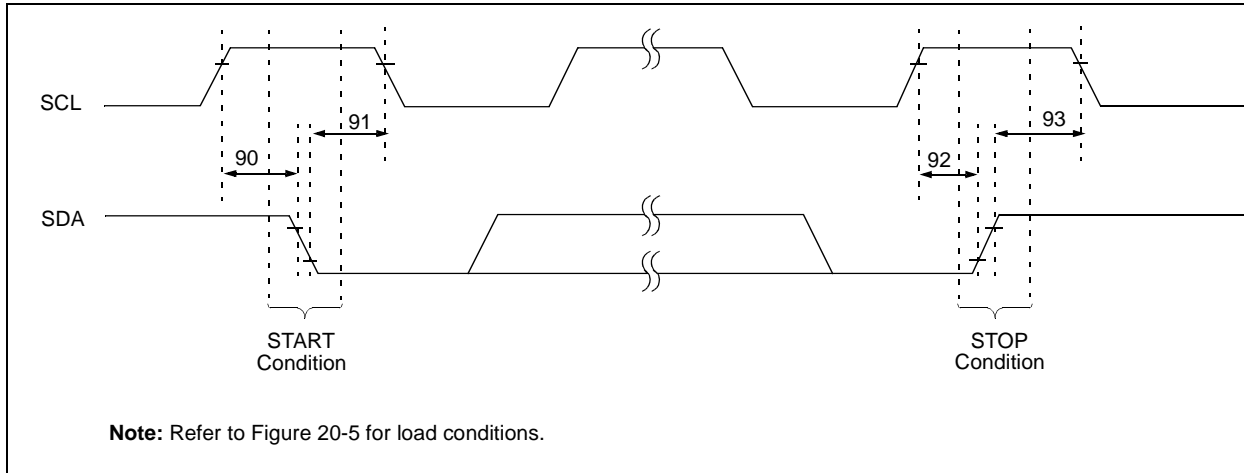 SCL
91
93
90
92
SDA
START
Condition
STOP
Condition
Note: Refer to Figure 20-5 for load conditions.